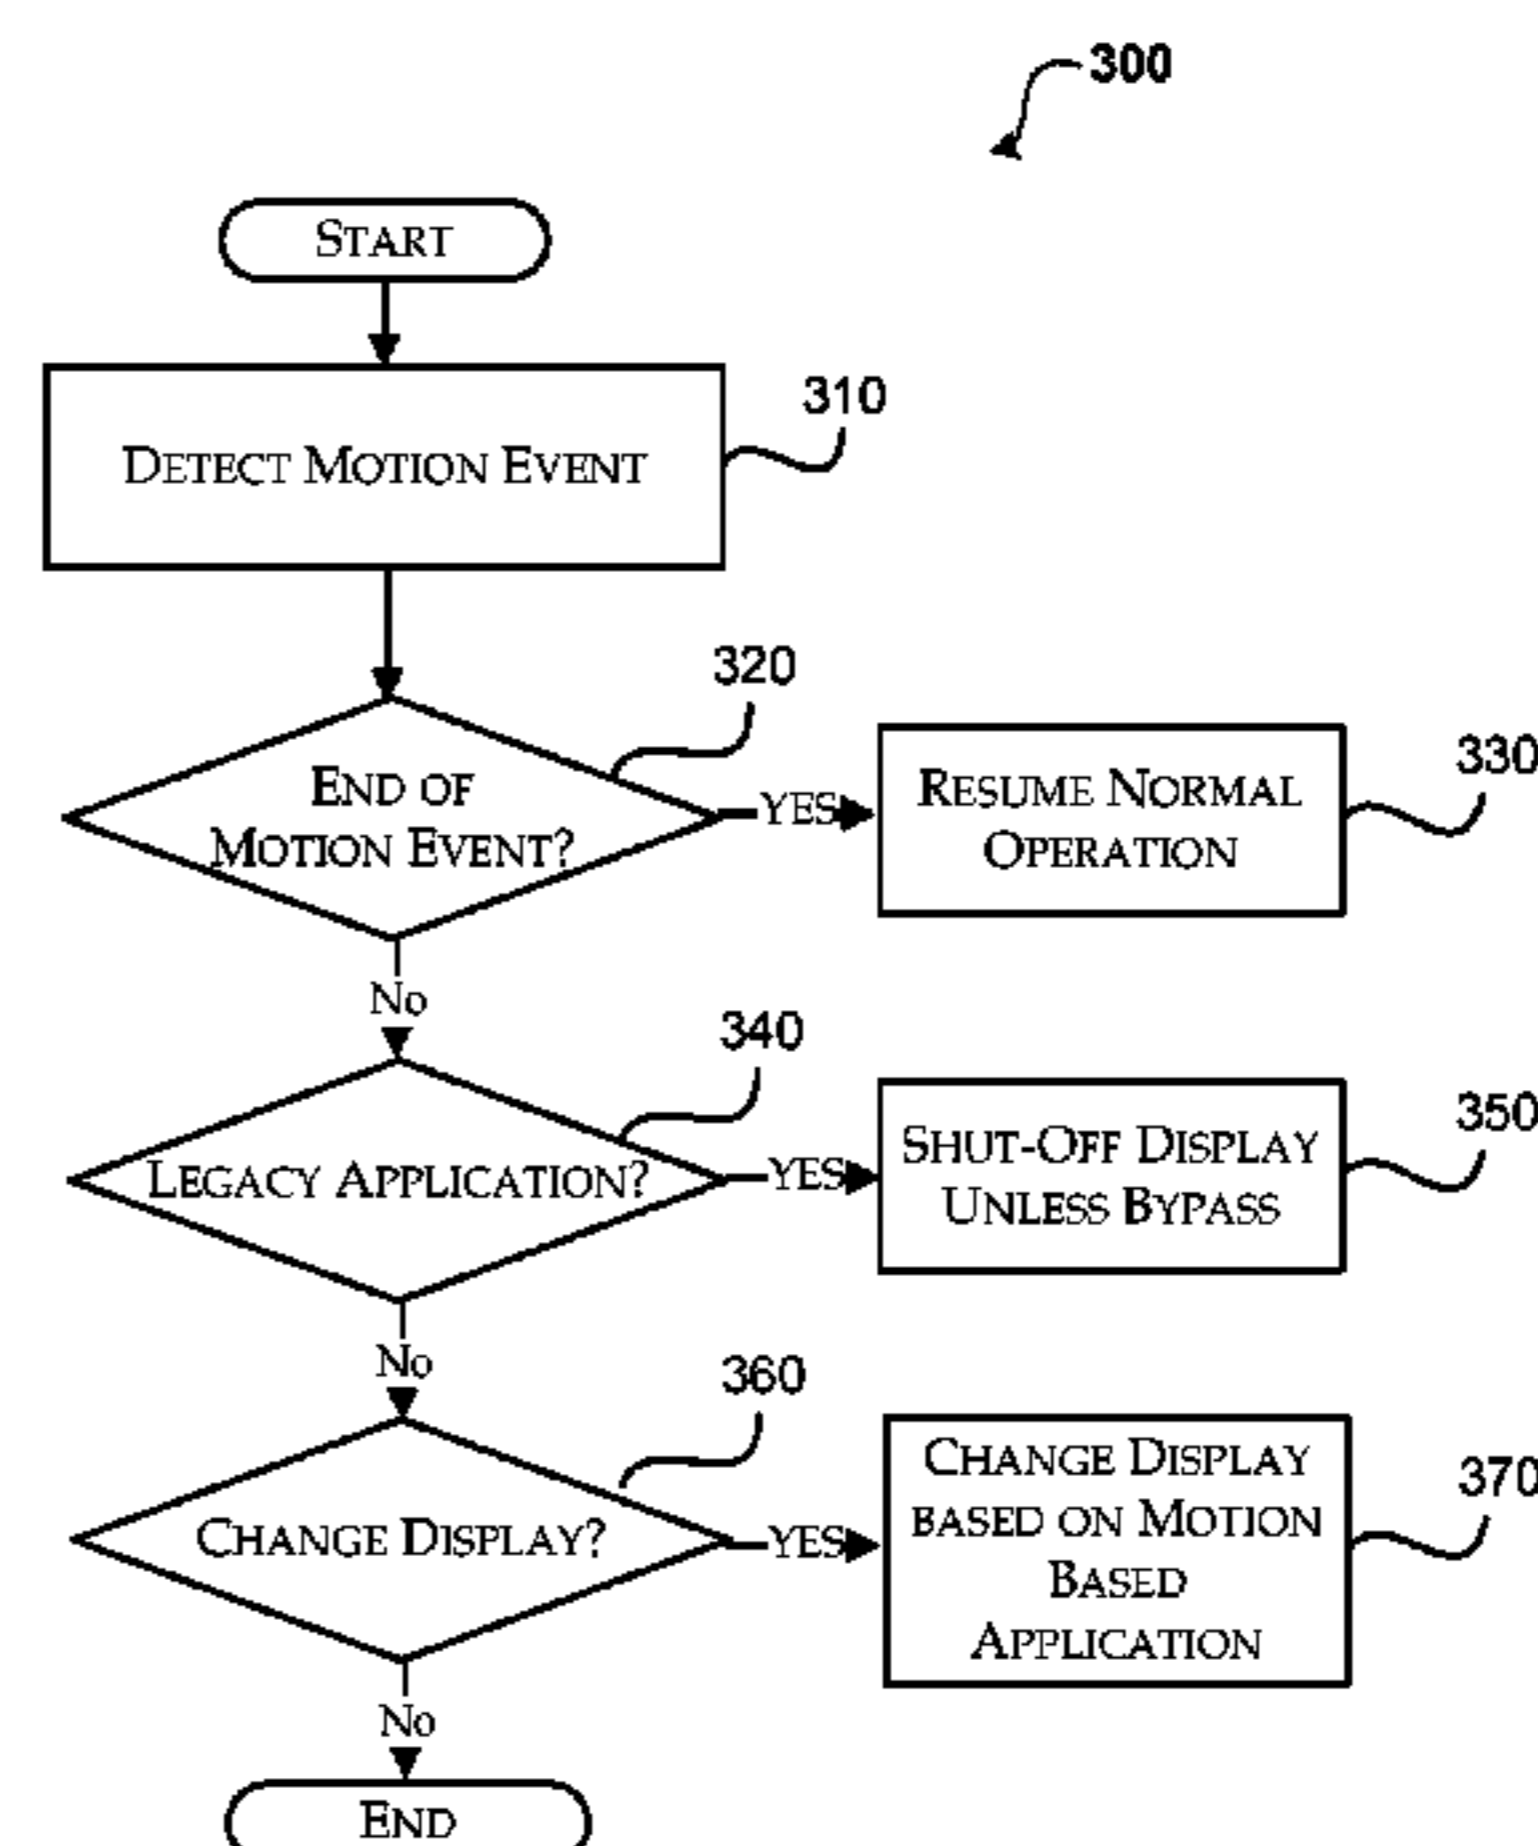 300
START
DETECT MOTION EVENT
310
320
END OF
MOTION EVENT?
YES
RESUME NORMAL
OPERATION
330
NO
340
LEGACY APPLICATION?
YES
SHUT-OFF DISPLAY
UNLESS BYPASS
350
NO
360
CHANGE DISPLAY?
YES
CHANGE DISPLAY
BASED ON MOTION
BASED
APPLICATION
370
NO
END